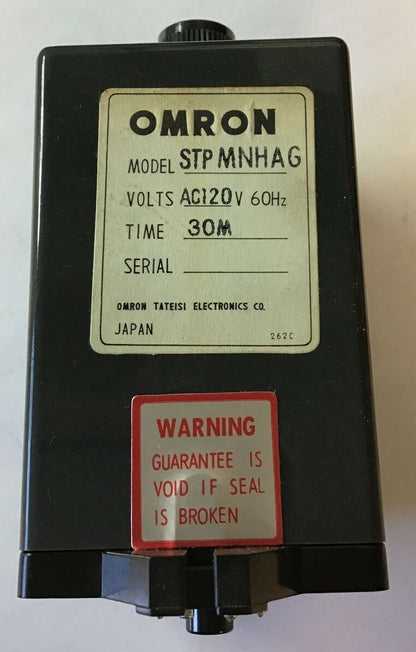 OMRON
MODEL STP MNHAG
VOLTS AC120V 60Hz
TIME 30M
SERIAL
OMRON TATEISI ELECTRONICS CO.
JAPAN 262C
WARNING
GUARANTEE IS
VOID IF SEAL
IS BROKEN